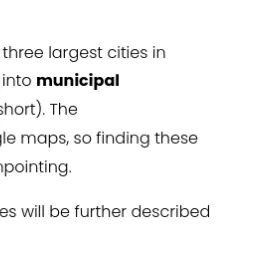 three largest cities in
into municipal
short). The
gle maps, so finding these
npointing.
es will be further described